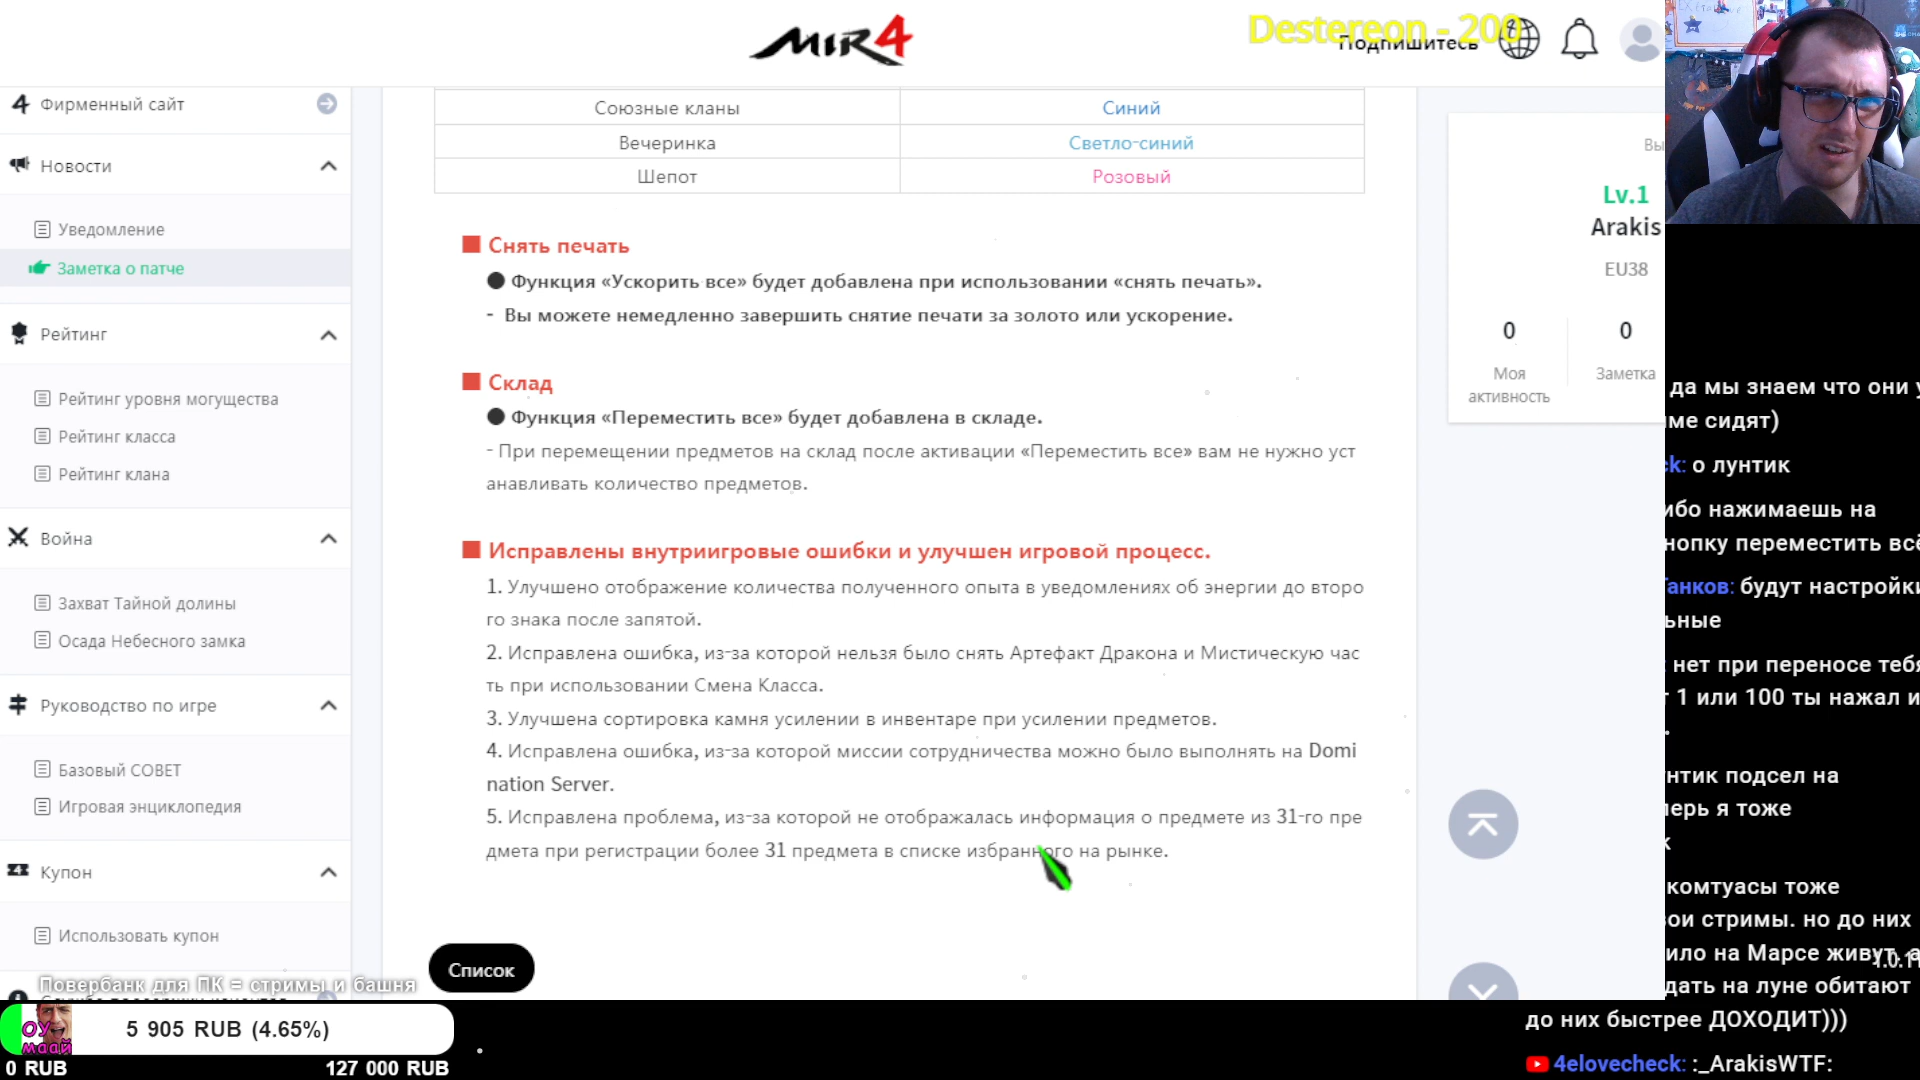 MIR4
Destereon - 200
Подпишитесь
Фирменный сайт
Новости
Уведомление
Заметка о патче
Рейтинг
Рейтинг уровня могущества
Рейтинг класса
Рейтинг клана
Война
Захват Тайной долины
Осада Небесного замка
Руководство по игре
Базовый СОВЕТ
Игровая энциклопедия
Купон
Использовать купон
Повербанк для ПК = стримы и башня
ОУ
мааай
5 905 RUB (4.65%)
0 RUB
127 000 RUB
Союзные кланы Синий
Вечеринка Светло-синий
Шепот Розовый
Снять печать
Функция «Ускорить все» будет добавлена при использовании «снять печать».
- Вы можете немедленно завершить снятие печати за золото или ускорение.
Склад
Функция «Переместить все» будет добавлена в складе.
- При перемещении предметов на склад после активации «Переместить все» вам не нужно уст
анавливать количество предметов.
Исправлены внутриигровые ошибки и улучшен игровой процесс.
1. Улучшено отображение количества полученного опыта в уведомлениях об энергии до второ
го знака после запятой.
2. Исправлена ошибка, из-за которой нельзя было снять Артефакт Дракона и Мистическую час
ть при использовании Смена Класса.
3. Улучшена сортировка камня усилении в инвентаре при усилении предметов.
4. Исправлена ошибка, из-за которой миссии сотрудничества можно было выполнять на Domi
nation Server.
5. Исправлена проблема, из-за которой не отображалась информация о предмете из 31-го пре
дмета при регистрации более 31 предмета в списке избранного на рынке.
Список
Вы
Lv.1
Arakis
EU38
0 0
Моя
активность
Заметка
да мы знаем что они у
ме сидят)
ck: о лунтик
ибо нажимаешь на
нопку переместить всё
Танков: будут настройки
ьные
нет при переносе тебя
т 1 или 100 ты нажал и
.
нтик подсел на
перь я тоже
к
комтуасы тоже
ои стримы. но до них
ило на Марсе живут, а
дать на луне обитают
до них быстрее ДОХОДИТ)))
4elovecheck: :_ArakisWTF: